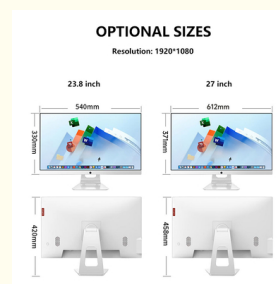 OPTIONAL SIZES
Resolution: 1920*1080
23.8 inch
27 inch
540mm
612mm
330mm
371mm
420mm
458mm